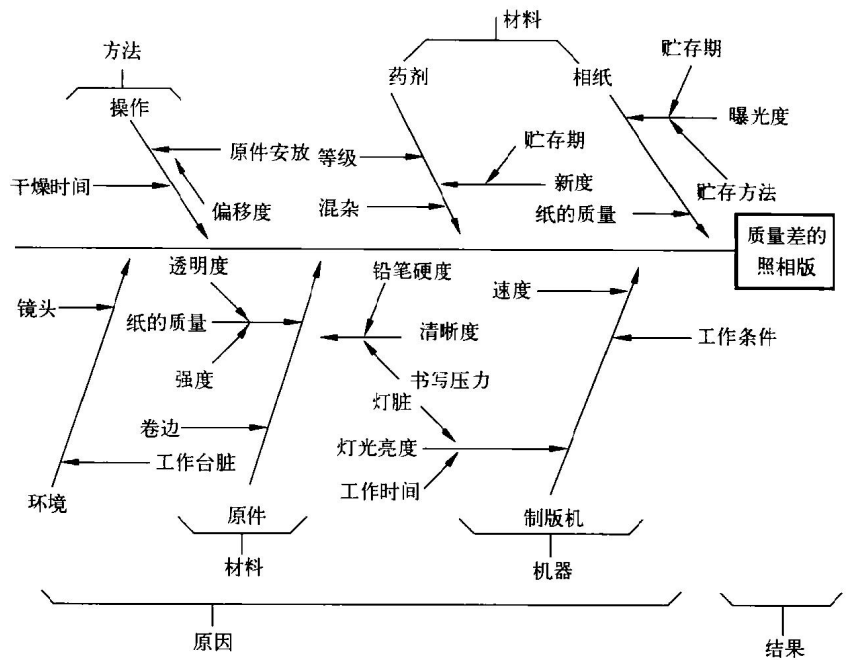 材料
方法
贮存期
药剂
相纸
操作
曝光度
原件安放
等级
贮存期
干燥时间
新度
贮存方法
偏移度
混杂
纸的质量
质量差的
照相版
透明度
铅笔硬度
速度
镜头
纸的质量
清晰度
工作条件
强度
书写压力
灯脏
卷边
灯光亮度
工作台脏
工作时间
环境
原件
制版机
材料
机器
原因
结果